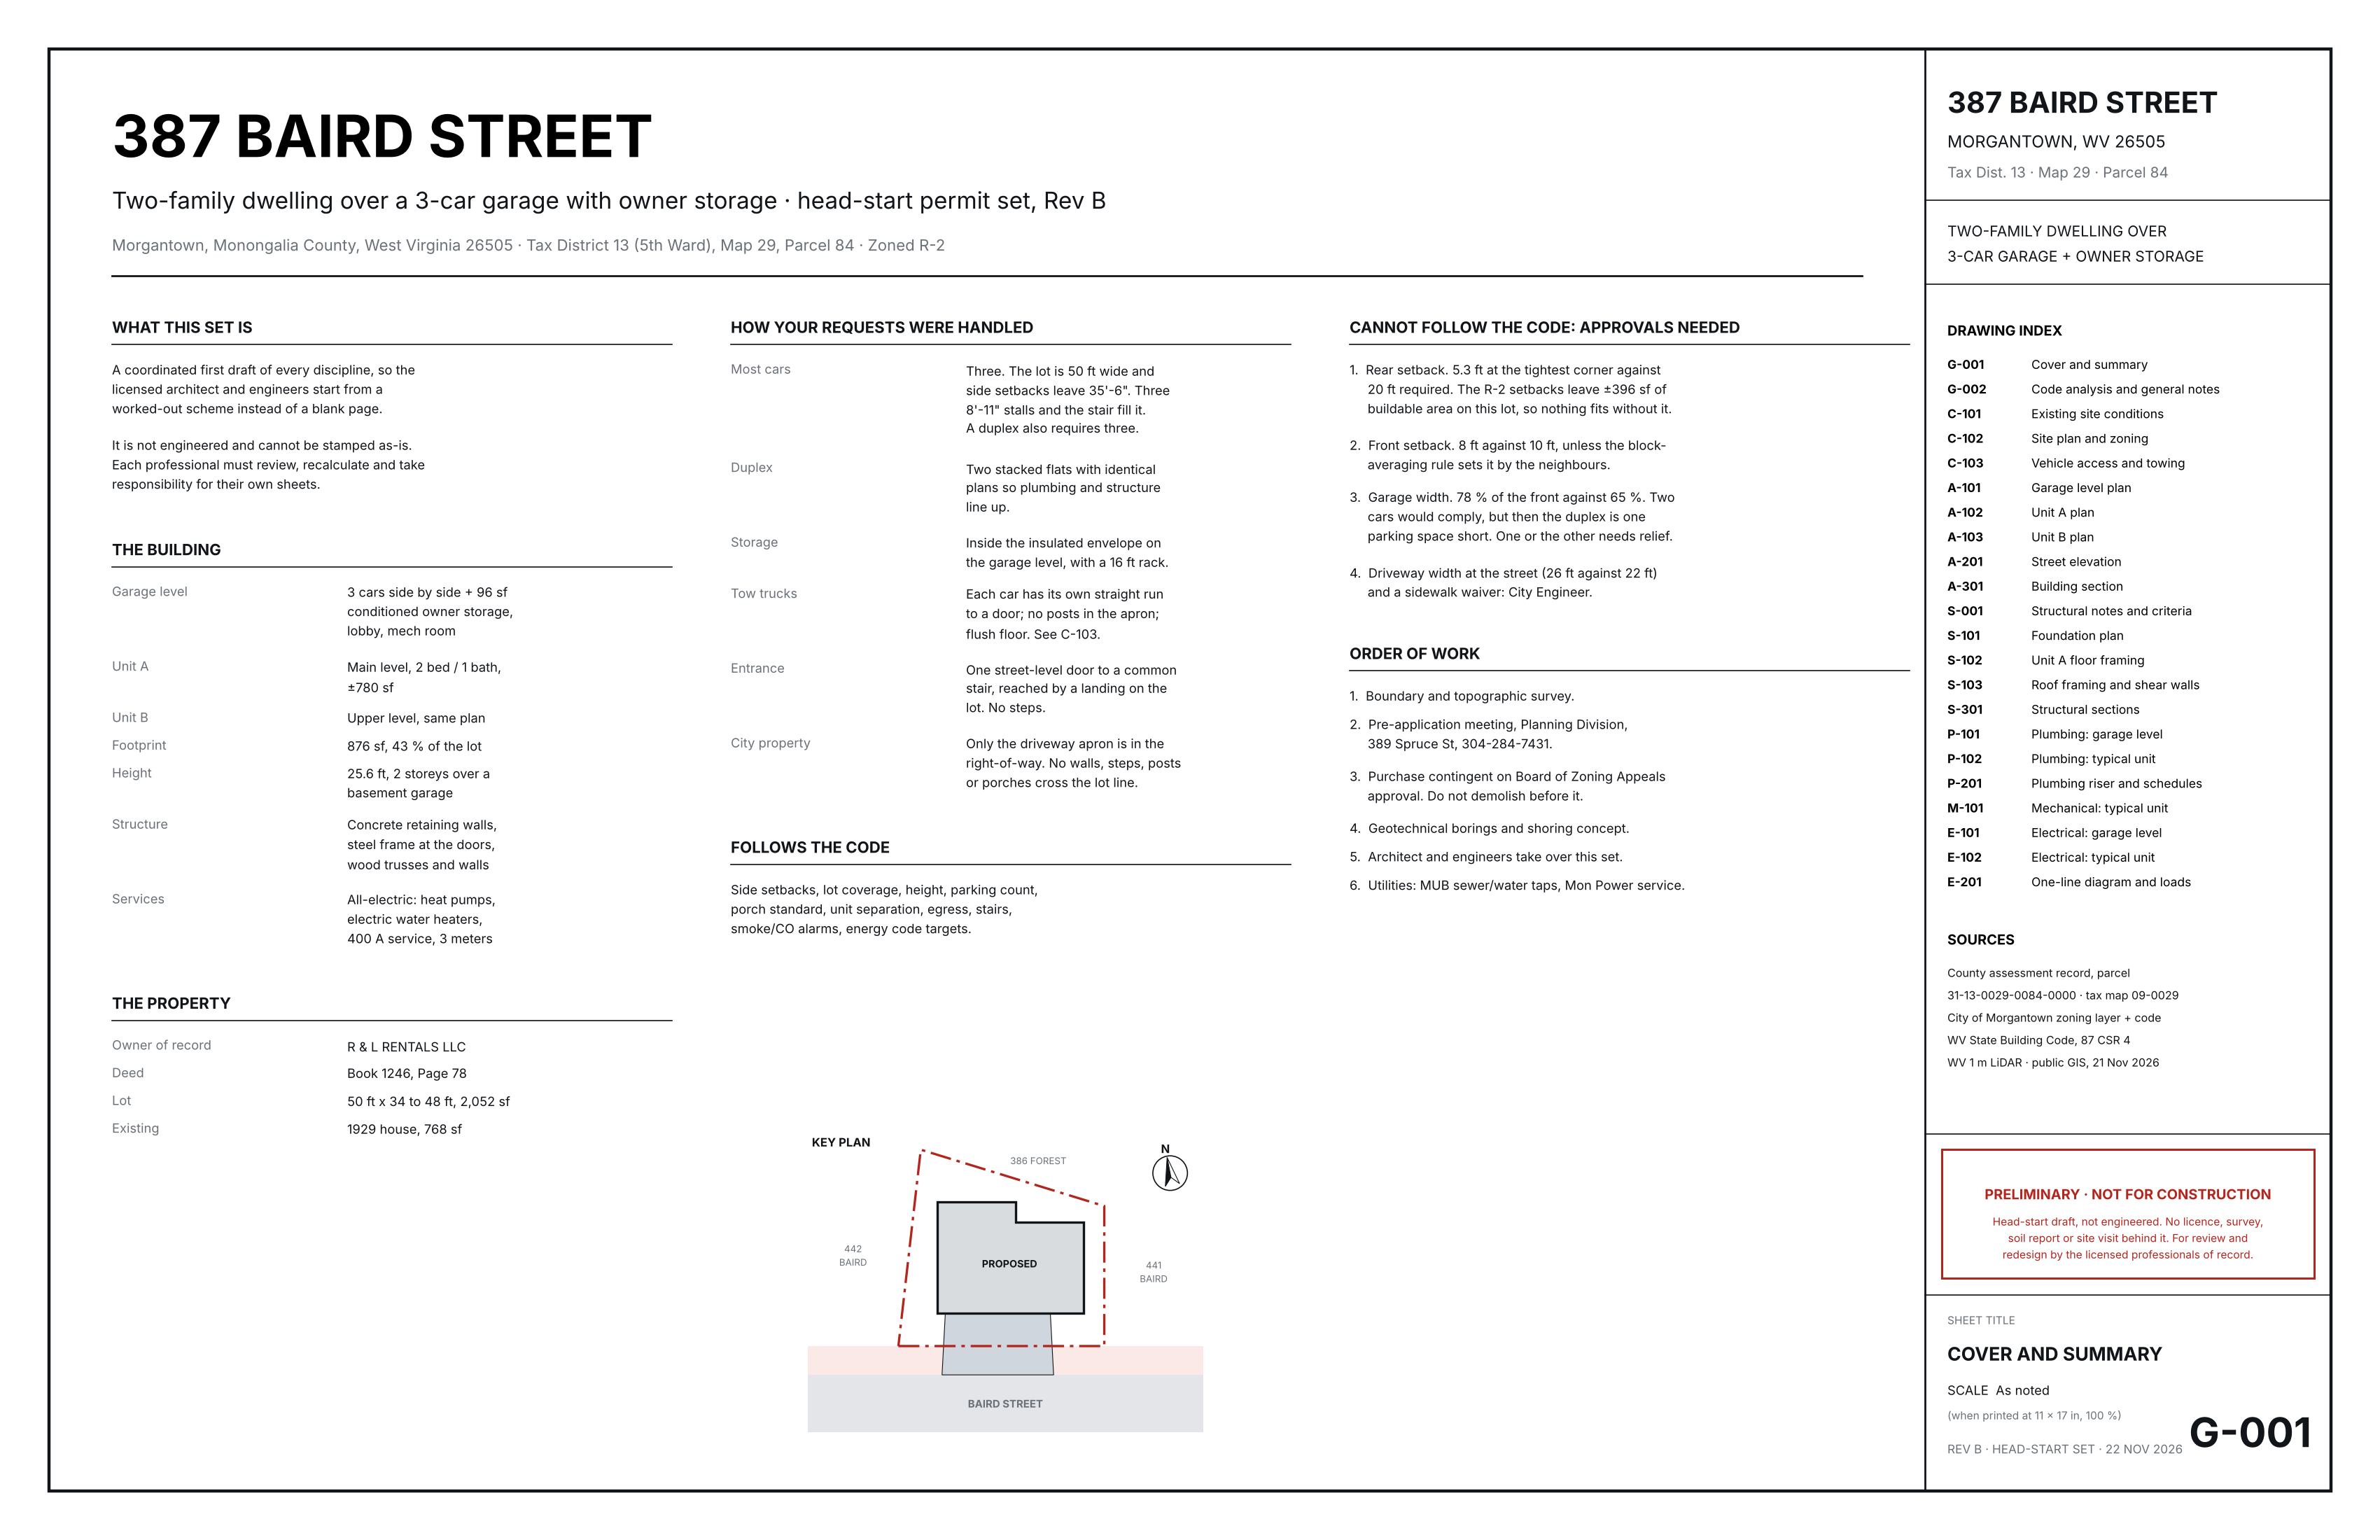 387 BAIRD STREET
Two-family dwelling over a 3-car garage with owner storage · head-start permit set, Rev B
Morgantown, Monongalia County, West Virginia 26505 · Tax District 13 (5th Ward), Map 29, Parcel 84 · Zoned R-2
WHAT THIS SET IS
A coordinated first draft of every discipline, so the
licensed architect and engineers start from a
worked-out scheme instead of a blank page.
It is not engineered and cannot be stamped as-is.
Each professional must review, recalculate and take
responsibility for their own sheets.
THE BUILDING
Garage level 3 cars side by side + 96 sf
conditioned owner storage,
lobby, mech room
Unit A Main level, 2 bed / 1 bath,
±780 sf
Unit B Upper level, same plan
Footprint 876 sf, 43 % of the lot
Height 25.6 ft, 2 storeys over a
basement garage
Structure Concrete retaining walls,
steel frame at the doors,
wood trusses and walls
Services All-electric: heat pumps,
electric water heaters,
400 A service, 3 meters
THE PROPERTY
Owner of record R & L RENTALS LLC
Deed Book 1246, Page 78
Lot 50 ft x 34 to 48 ft, 2,052 sf
Existing 1929 house, 768 sf
HOW YOUR REQUESTS WERE HANDLED
Most cars Three. The lot is 50 ft wide and
side setbacks leave 35'-6". Three
8'-11" stalls and the stair fill it.
A duplex also requires three.
Duplex Two stacked flats with identical
plans so plumbing and structure
line up.
Storage Inside the insulated envelope on
the garage level, with a 16 ft rack.
Tow trucks Each car has its own straight run
to a door; no posts in the apron;
flush floor. See C-103.
Entrance One street-level door to a common
stair, reached by a landing on the
lot. No steps.
City property Only the driveway apron is in the
right-of-way. No walls, steps, posts
or porches cross the lot line.
FOLLOWS THE CODE
Side setbacks, lot coverage, height, parking count,
porch standard, unit separation, egress, stairs,
smoke/CO alarms, energy code targets.
KEY PLAN
386 FOREST
N
442
BAIRD
PROPOSED
441
BAIRD
BAIRD STREET
CANNOT FOLLOW THE CODE: APPROVALS NEEDED
1. Rear setback. 5.3 ft at the tightest corner against
20 ft required. The R-2 setbacks leave ±396 sf of
buildable area on this lot, so nothing fits without it.
2. Front setback. 8 ft against 10 ft, unless the block-
averaging rule sets it by the neighbours.
3. Garage width. 78 % of the front against 65 %. Two
cars would comply, but then the duplex is one
parking space short. One or the other needs relief.
4. Driveway width at the street (26 ft against 22 ft)
and a sidewalk waiver: City Engineer.
ORDER OF WORK
1. Boundary and topographic survey.
2. Pre-application meeting, Planning Division,
389 Spruce St, 304-284-7431.
3. Purchase contingent on Board of Zoning Appeals
approval. Do not demolish before it.
4. Geotechnical borings and shoring concept.
5. Architect and engineers take over this set.
6. Utilities: MUB sewer/water taps, Mon Power service.
387 BAIRD STREET
MORGANTOWN, WV 26505
Tax Dist. 13 · Map 29 · Parcel 84
TWO-FAMILY DWELLING OVER
3-CAR GARAGE + OWNER STORAGE
DRAWING INDEX
G-001 Cover and summary
G-002 Code analysis and general notes
C-101 Existing site conditions
C-102 Site plan and zoning
C-103 Vehicle access and towing
A-101 Garage level plan
A-102 Unit A plan
A-103 Unit B plan
A-201 Street elevation
A-301 Building section
S-001 Structural notes and criteria
S-101 Foundation plan
S-102 Unit A floor framing
S-103 Roof framing and shear walls
S-301 Structural sections
P-101 Plumbing: garage level
P-102 Plumbing: typical unit
P-201 Plumbing riser and schedules
M-101 Mechanical: typical unit
E-101 Electrical: garage level
E-102 Electrical: typical unit
E-201 One-line diagram and loads
SOURCES
County assessment record, parcel
31-13-0029-0084-0000 · tax map 09-0029
City of Morgantown zoning layer + code
WV State Building Code, 87 CSR 4
WV 1 m LiDAR · public GIS, 21 Nov 2026
PRELIMINARY · NOT FOR CONSTRUCTION
Head-start draft, not engineered. No licence, survey,
soil report or site visit behind it. For review and
redesign by the licensed professionals of record.
SHEET TITLE
COVER AND SUMMARY
SCALE As noted
(when printed at 11 × 17 in, 100 %)
REV B · HEAD-START SET · 22 NOV 2026
G-001